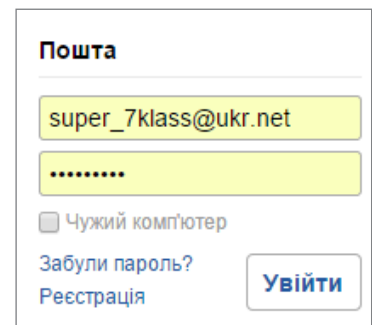 Пошта
super_7klass@ukr.net
•••••••••
Чужий комп'ютер
Забули пароль?
Реєстрація
Увійти